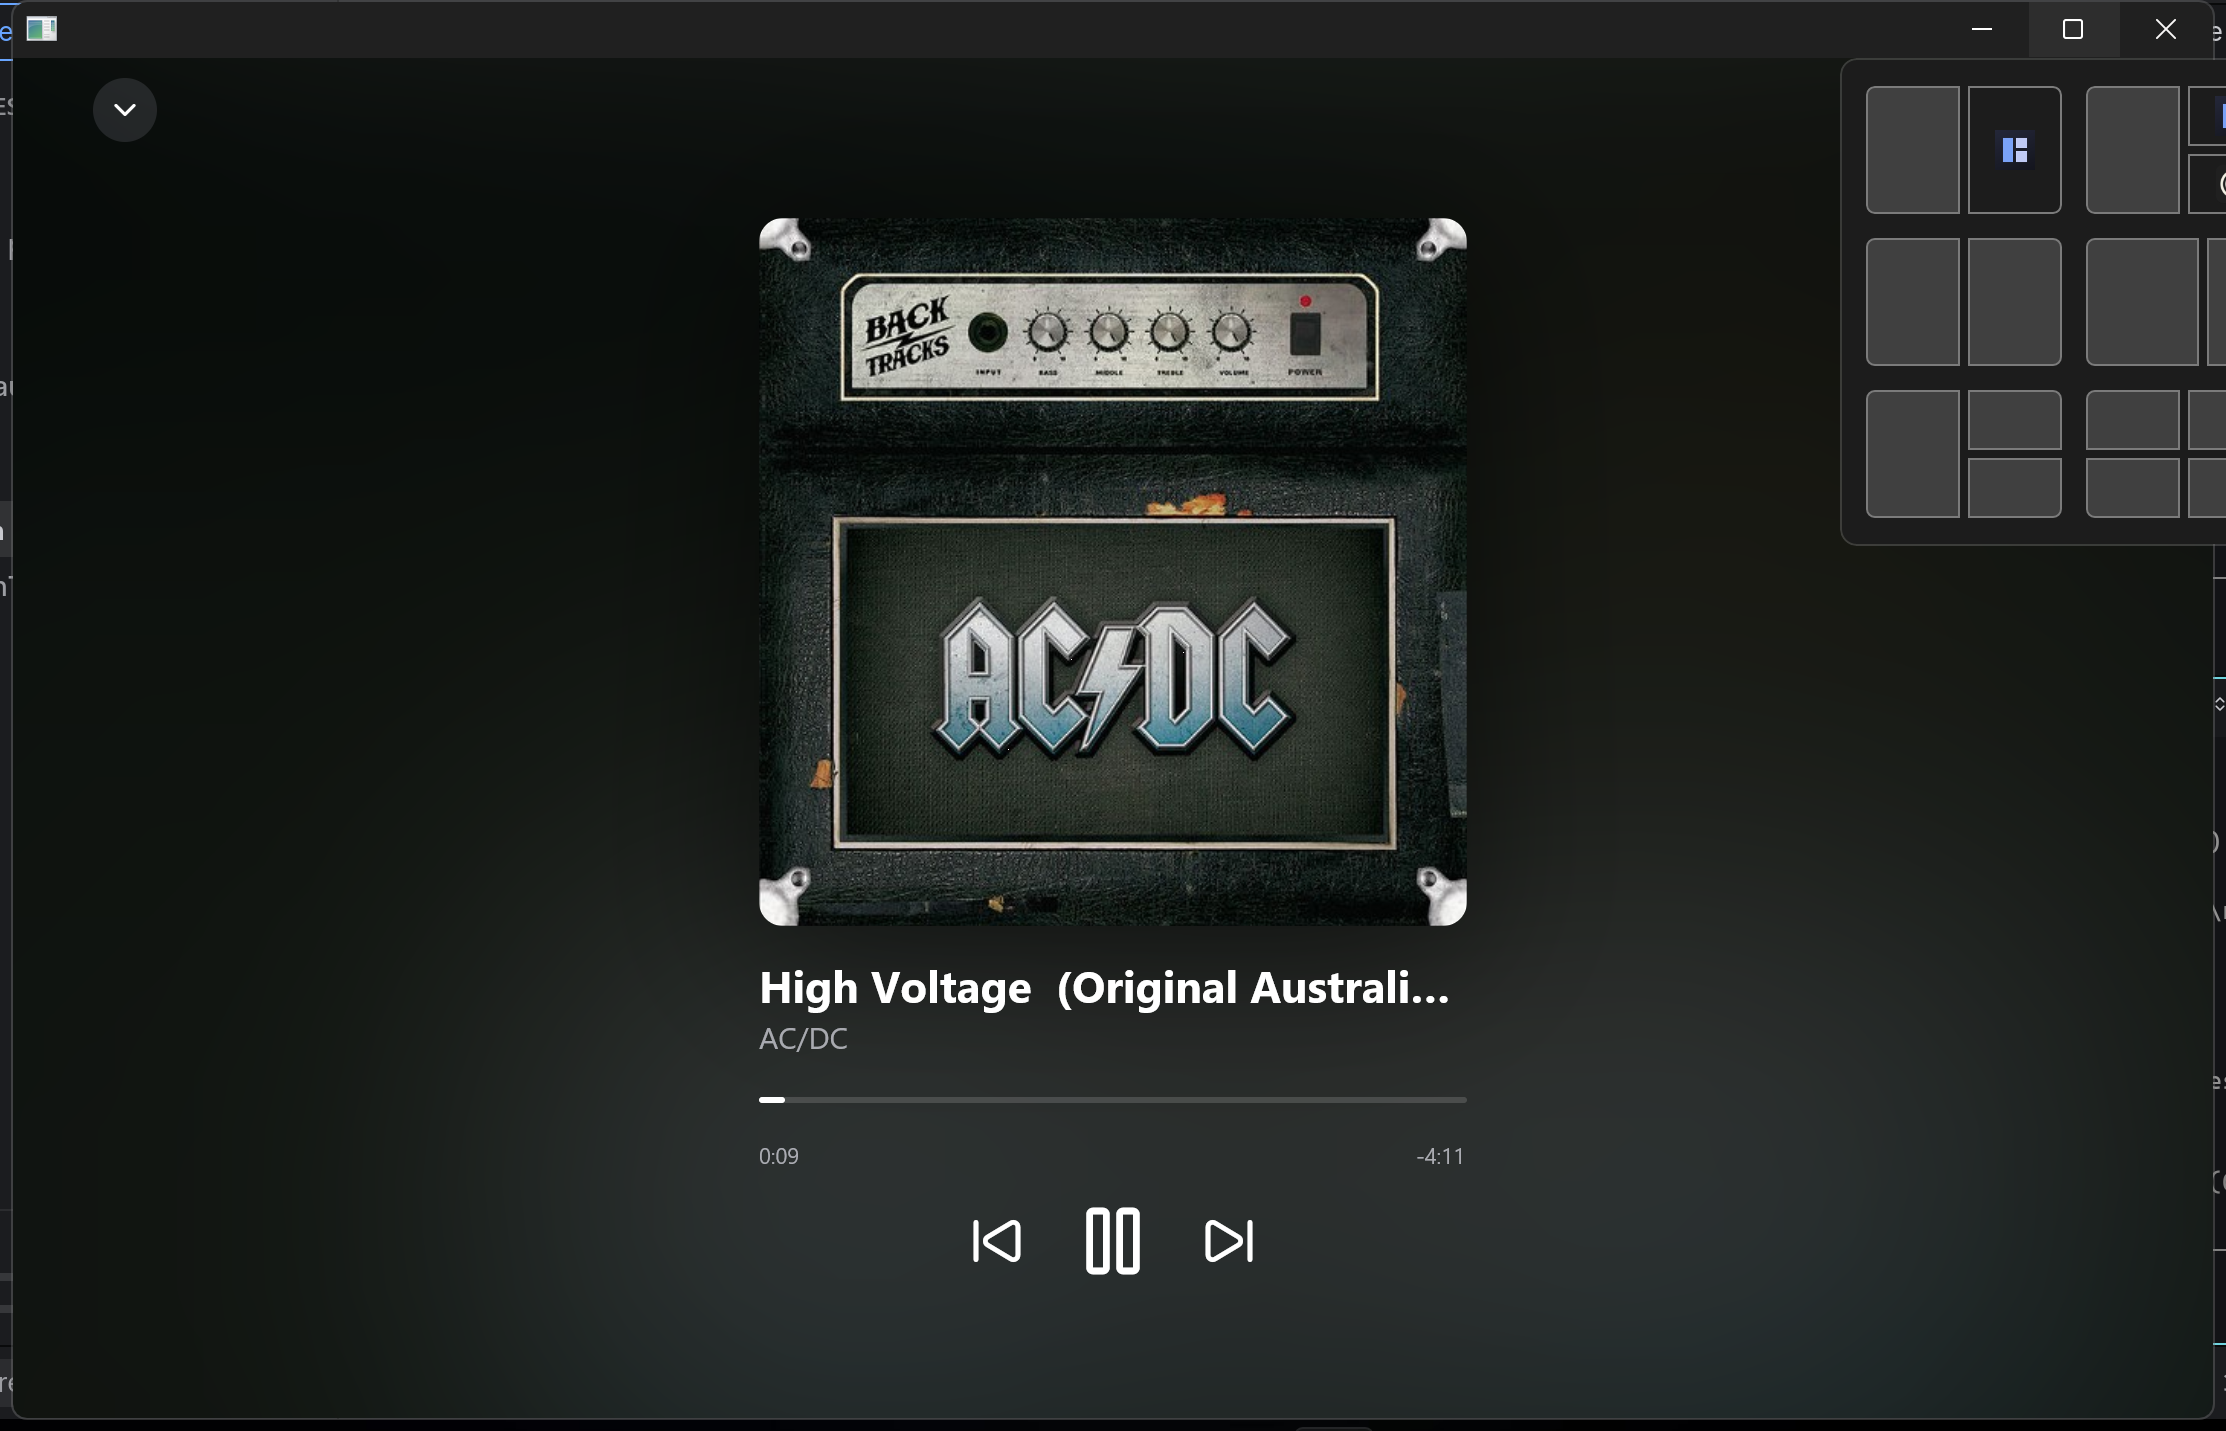 BACK
TRACKS
INPUT
BASS
MIDDLE
TREBLE
VOLUME
POWER
AC/DC
High Voltage  (Original Australi...
AC/DC
0:09
-4:11